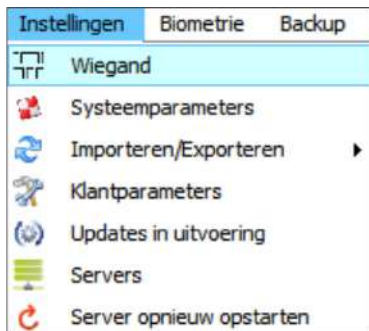 Instellingen Biometrie Backup
Wiegand
Systeemparameters
Importeren/Exporteren
Klantparameters
Updates in uitvoering
Servers
Server opnieuw opstarten